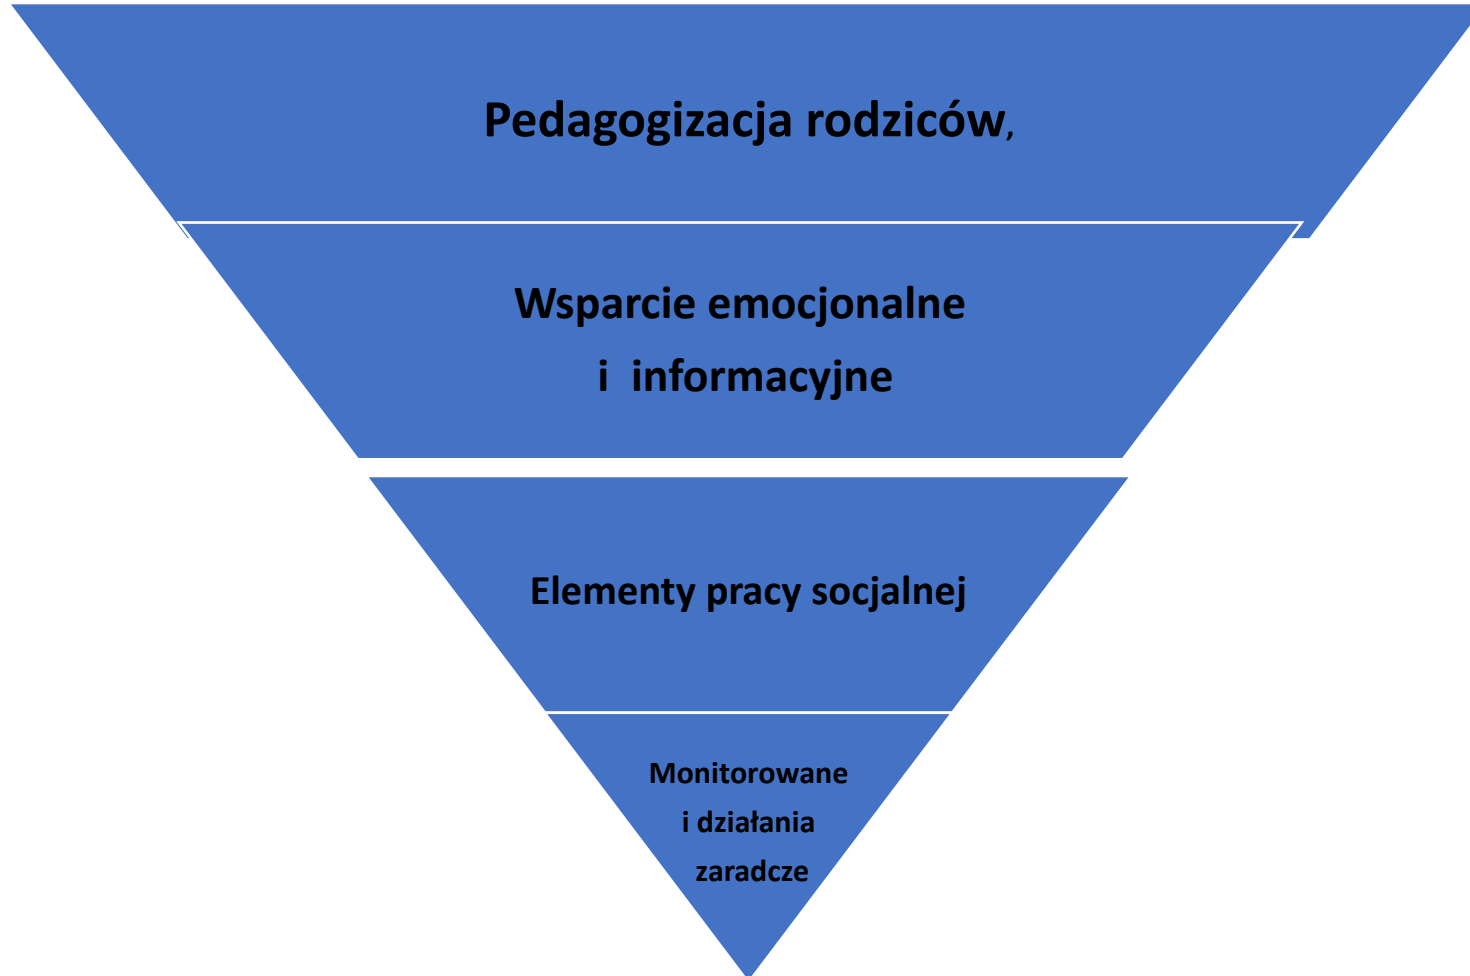 Pedagogizacja rodziców,
Wsparcie emocjonalne
i informacyjne
Elementy pracy socjalnej
Monitorowane
i działania
zaradcze